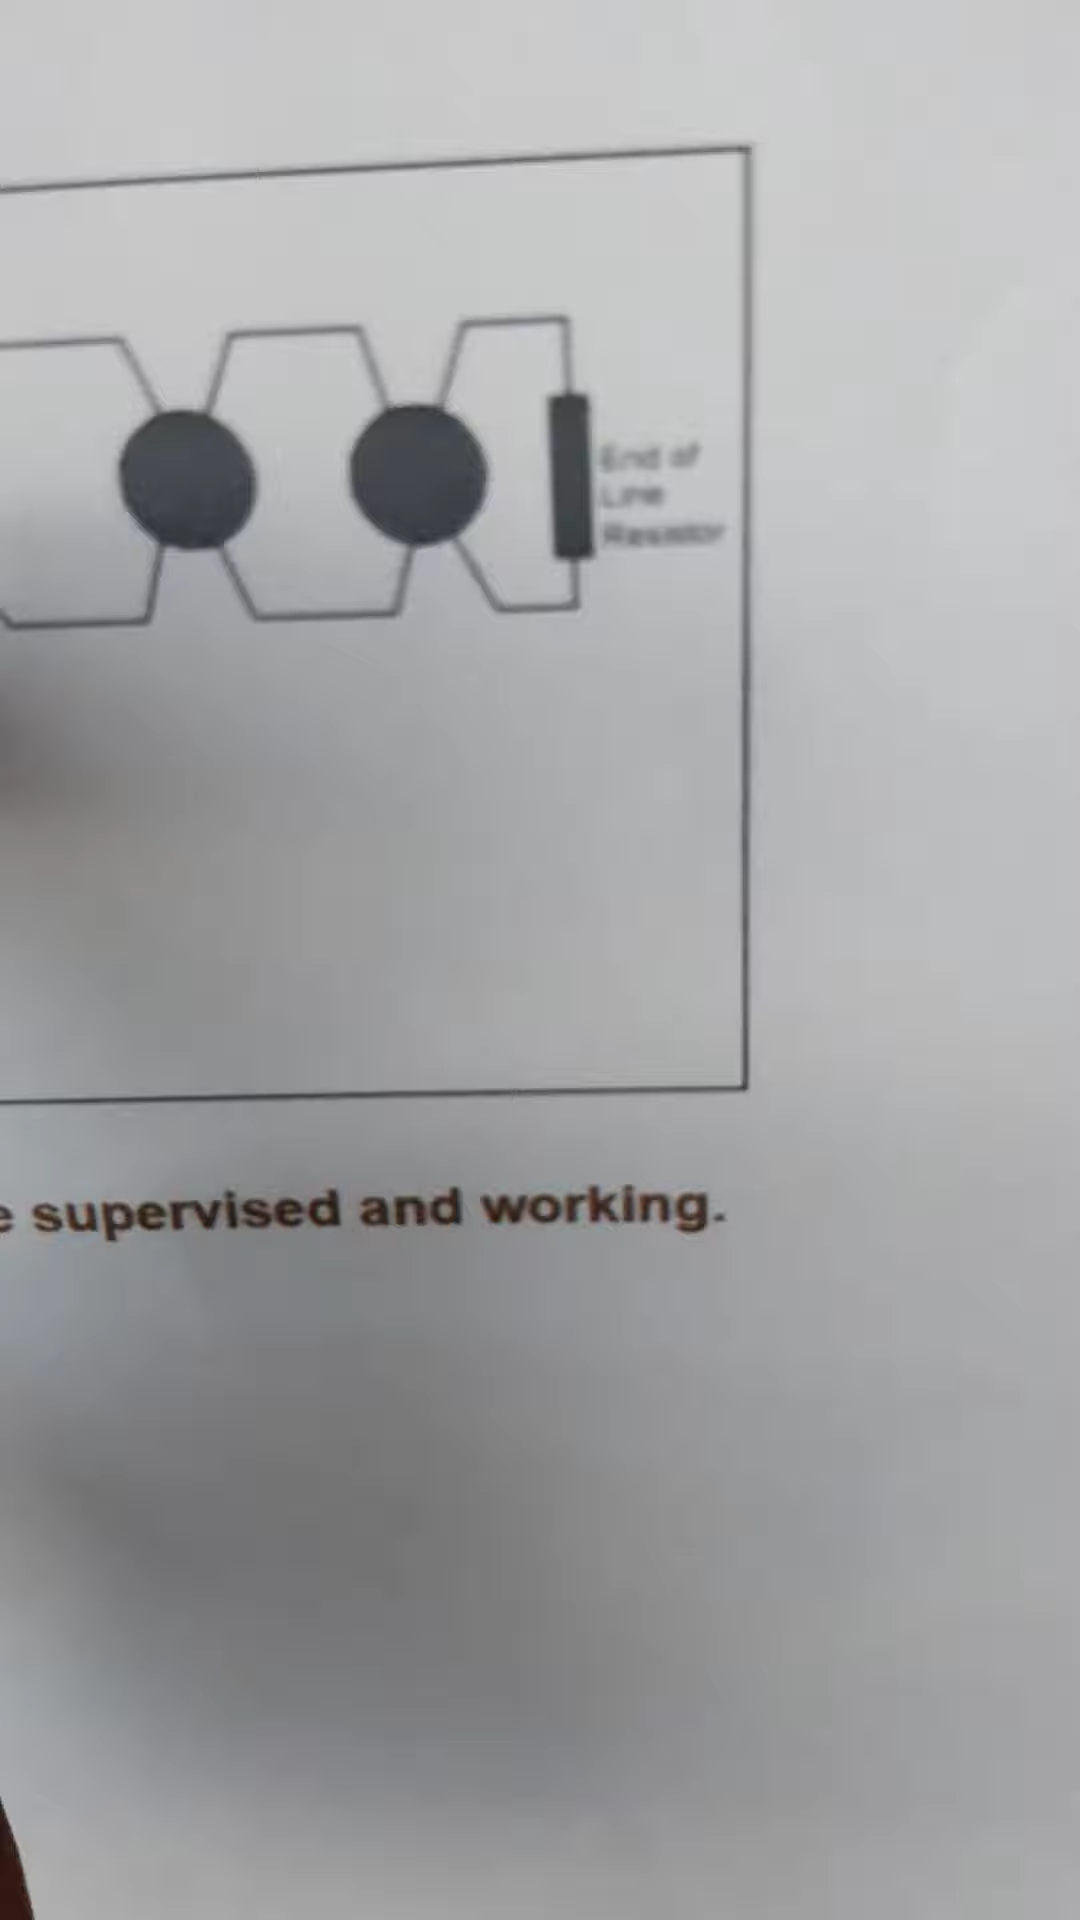 End of
Line
Resistor
e supervised and working.